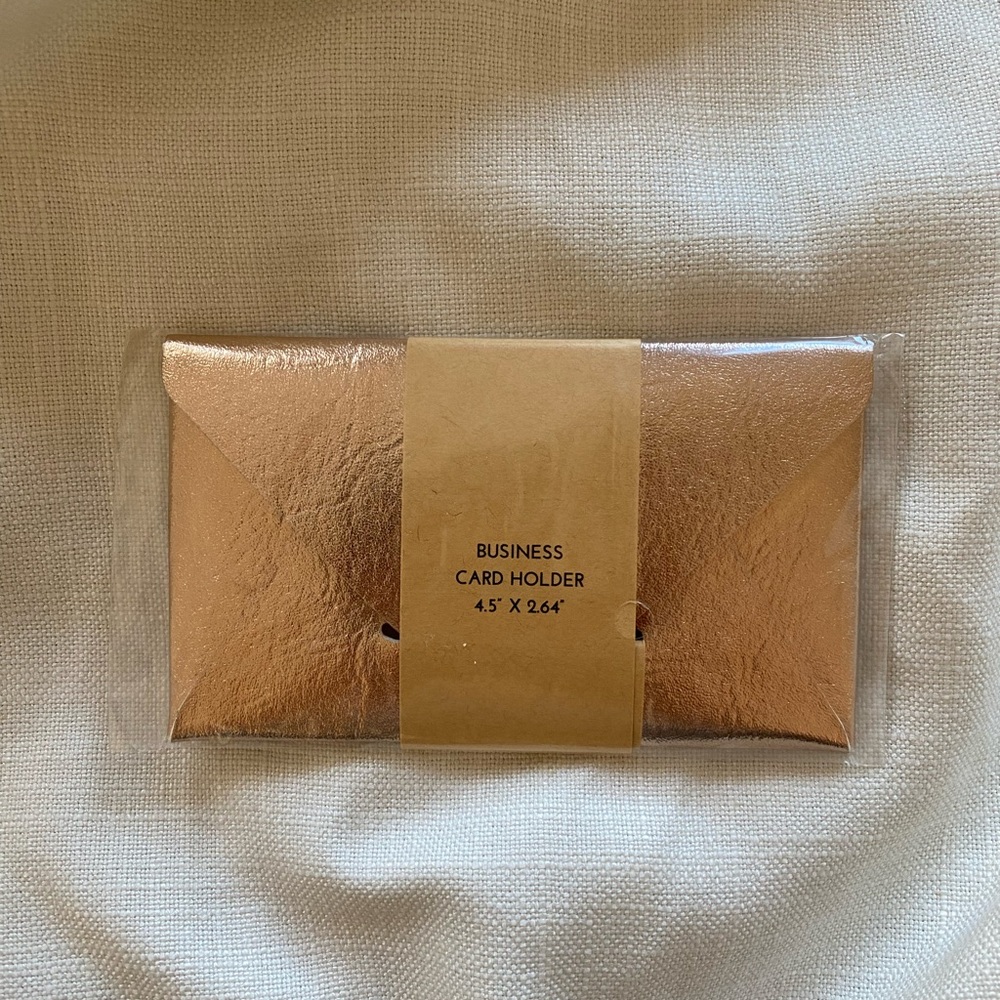 BUSINESS
CARD HOLDER
4.5" X 2.64"